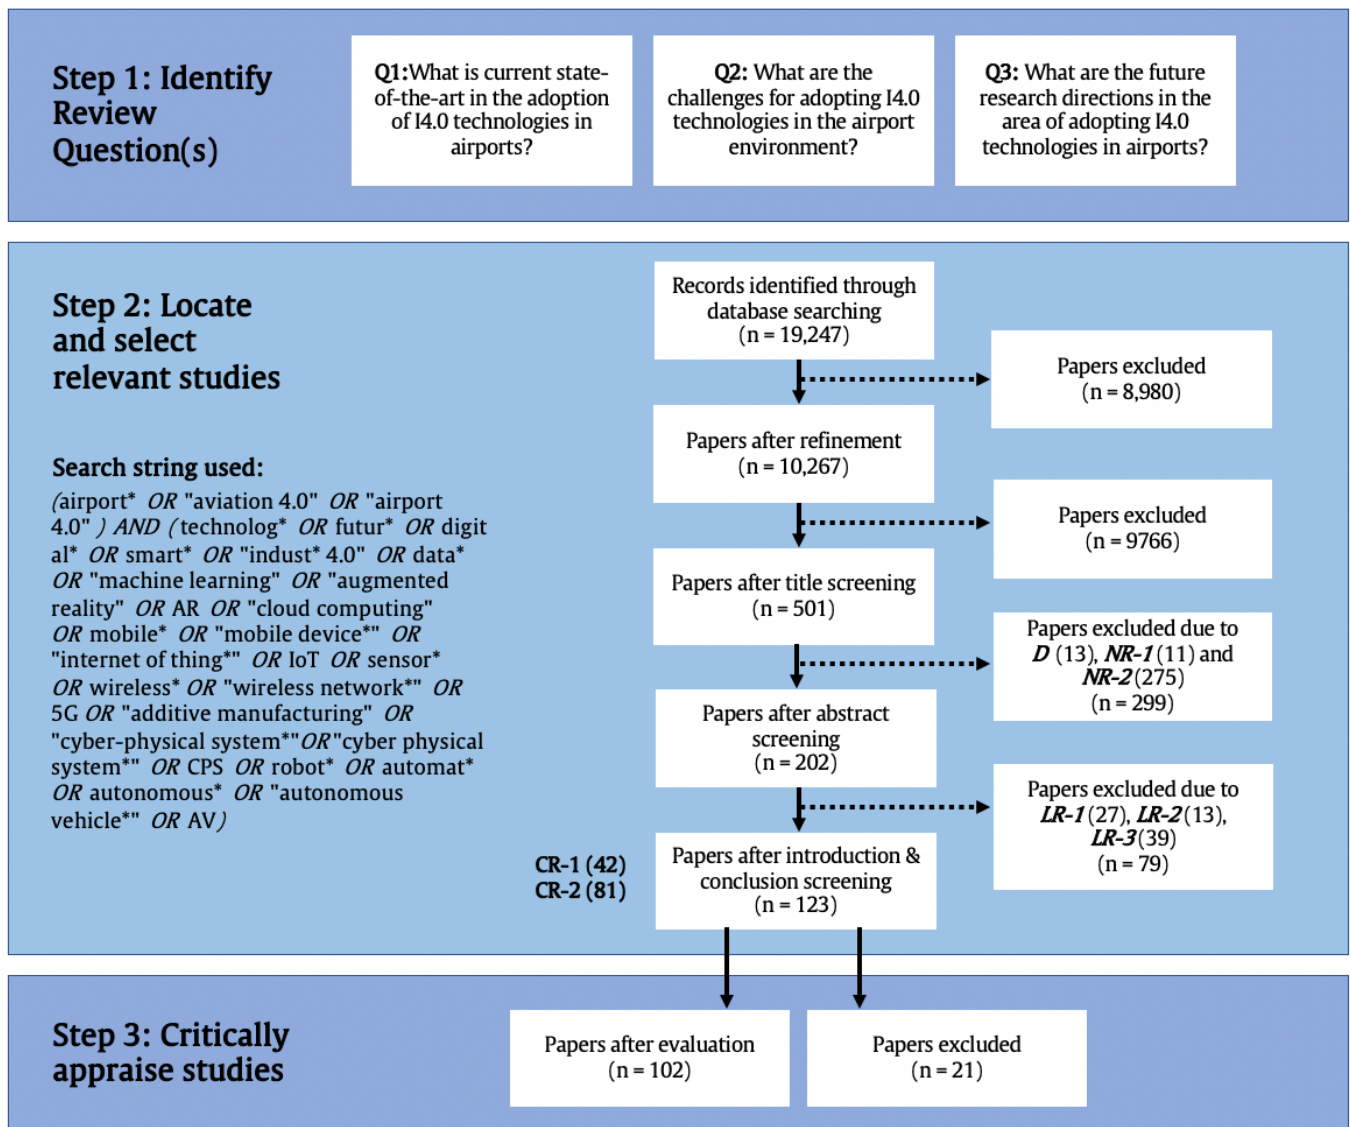 Step 1: Identify
Review
Question(s)
Q1:What is current state-
of-the-art in the adoption
of I4.0 technologies in
airports?
Q2: What are the
challenges for adopting I4.0
technologies in the airport
environment?
Q3: What are the future
research directions in the
area of adopting I4.0
technologies in airports?
Step 2: Locate
and select
relevant studies
Search string used:
(airport* OR "aviation 4.0" OR "airport
4.0" ) AND ( technolog* OR futur* OR digit
al* OR smart* OR "indust* 4.0" OR data*
OR "machine learning" OR "augmented
reality" OR AR OR "cloud computing"
OR mobile* OR "mobile device*" OR
"internet of thing*" OR IoT OR sensor*
OR wireless* OR "wireless network*" OR
5G OR "additive manufacturing" OR
"cyber-physical system*"OR"cyber physical
system*" OR CPS OR robot* OR automat*
OR autonomous* OR "autonomous
vehicle*" OR AV)
Records identified through
database searching
(n = 19,247)
Papers excluded
(n = 8,980)
Papers after refinement
(n = 10,267)
Papers excluded
(n = 9766)
Papers after title screening
(n = 501)
Papers excluded due to
D (13), NR-1 (11) and
NR-2 (275)
(n = 299)
Papers after abstract
screening
(n = 202)
Papers excluded due to
LR-1 (27), LR-2 (13),
LR-3 (39)
(n = 79)
CR-1 (42)
CR-2 (81)
Papers after introduction &
conclusion screening
(n = 123)
Step 3: Critically
appraise studies
Papers after evaluation
(n = 102)
Papers excluded
(n = 21)